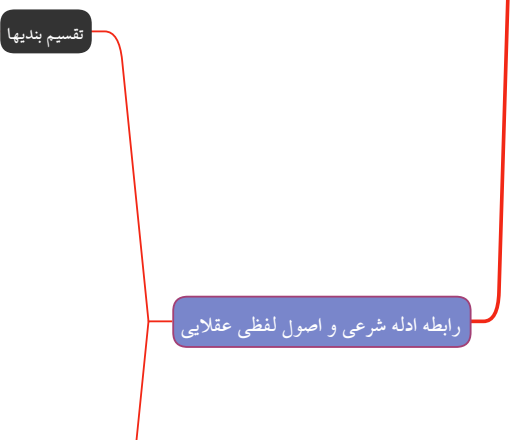 تقسیم بندیها
رابطه ادله شرعی و اصول لفظی عقلایی